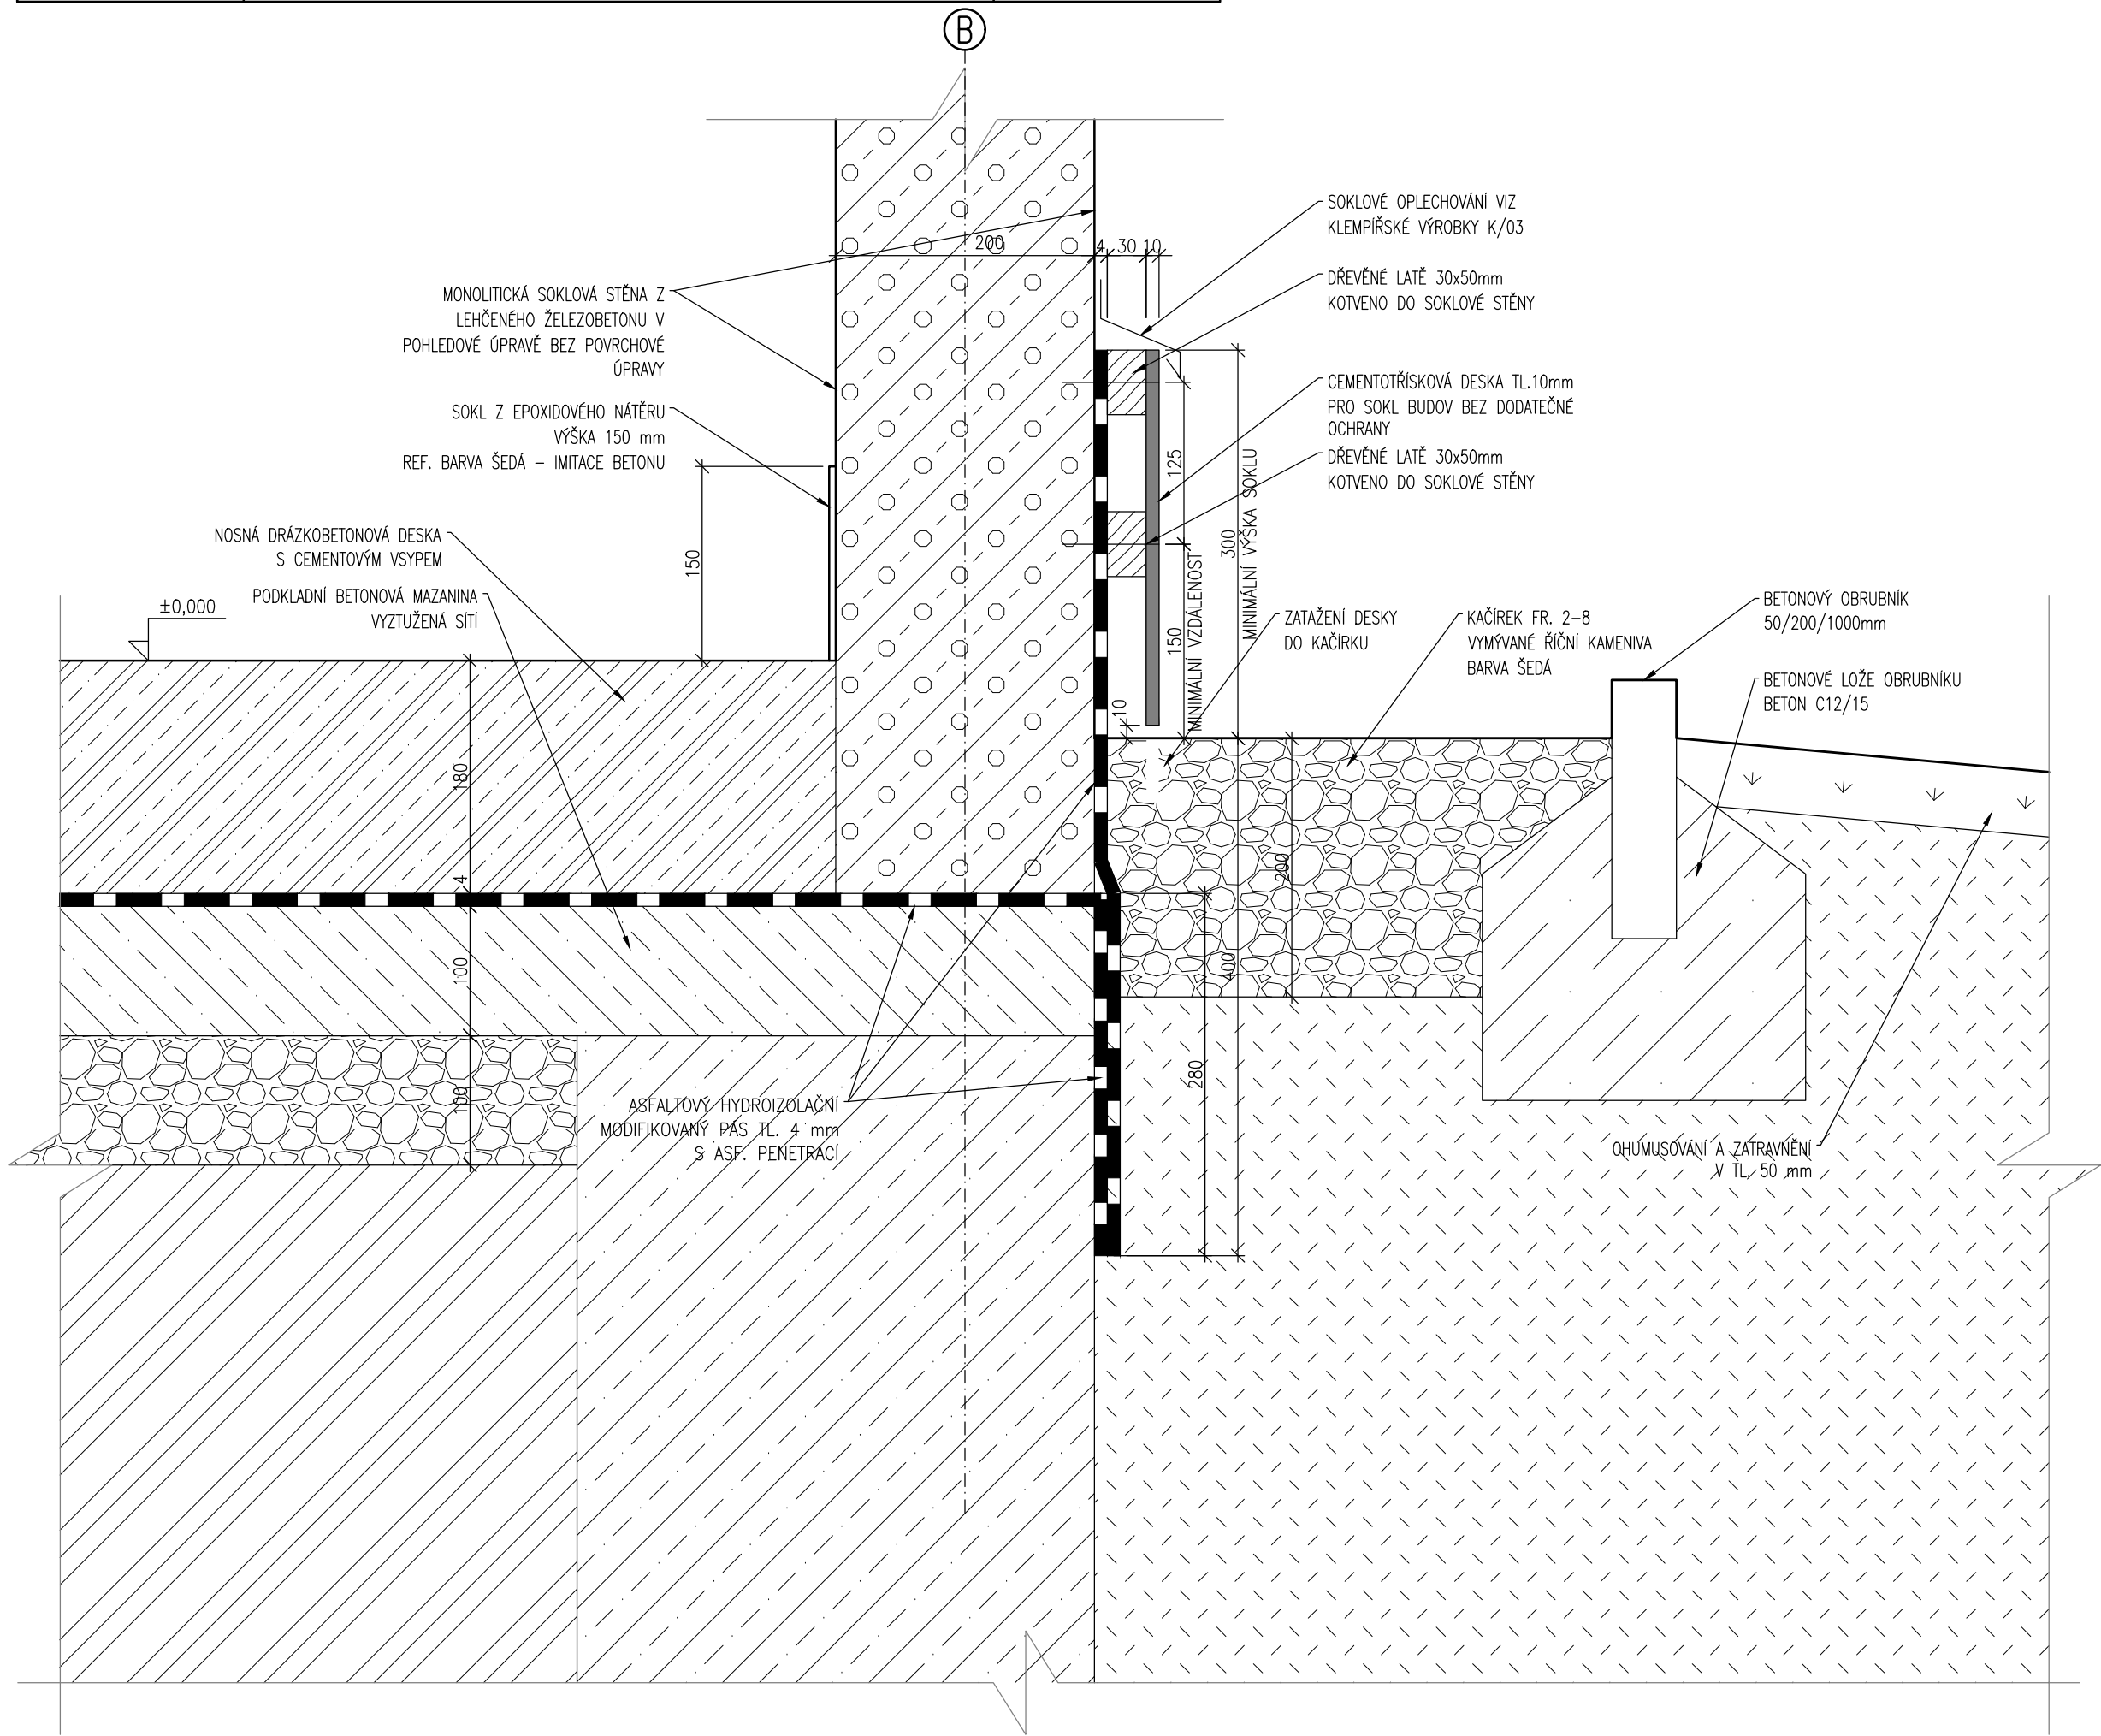 B
200
4
30
10
SOKLOVÉ OPLECHOVÁNÍ VIZ
KLEMPÍŘSKÉ VÝROBKY K/03
DŘEVĚNÉ LATĚ 30x50mm
KOTVENO DO SOKLOVÉ STĚNY
MONOLITICKÁ SOKLOVÁ STĚNA Z
LEHČENÉHO ŽELEZOBETONU V
POHLEDOVÉ ÚPRAVĚ BEZ POVRCHOVÉ
ÚPRAVY
CEMENTOTŘÍSKOVÁ DESKA TL.10mm
PRO SOKL BUDOV BEZ DODATEČNÉ
OCHRANY
SOKL Z EPOXIDOVÉHO NÁTĚRU
VÝŠKA 150 mm
REF. BARVA ŠEDÁ – IMITACE BETONU
DŘEVĚNÉ LATĚ 30x50mm
KOTVENO DO SOKLOVÉ STĚNY
125
300
MINIMÁLNÍ VÝŠKA SOKLU
150
NOSNÁ DRÁZKOBETONOVÁ DESKA
S CEMENTOVÝM VSYPEM
PODKLADNÍ BETONOVÁ MAZANINA
VYZTUŽENÁ SÍTÍ
±0,000
150
MINIMÁLNÍ VZDÁLENOST
10
ZATAŽENÍ DESKY
DO KAČÍRKU
KAČÍREK FR. 2–8
VYMÝVANÉ ŘÍČNÍ KAMENIVA
BARVA ŠEDÁ
BETONOVÝ OBRUBNÍK
50/200/1000mm
BETONOVÉ LOŽE OBRUBNÍKU
BETON C12/15
180
4
100
100
200
400
280
ASFALTOVÝ HYDROIZOLAČNÍ
MODIFIKOVANÝ PÁS TL. 4 mm
S ASF. PENETRACÍ
OHUMUSOVÁNÍ A ZATRAVNĚNÍ
V TL. 50 mm